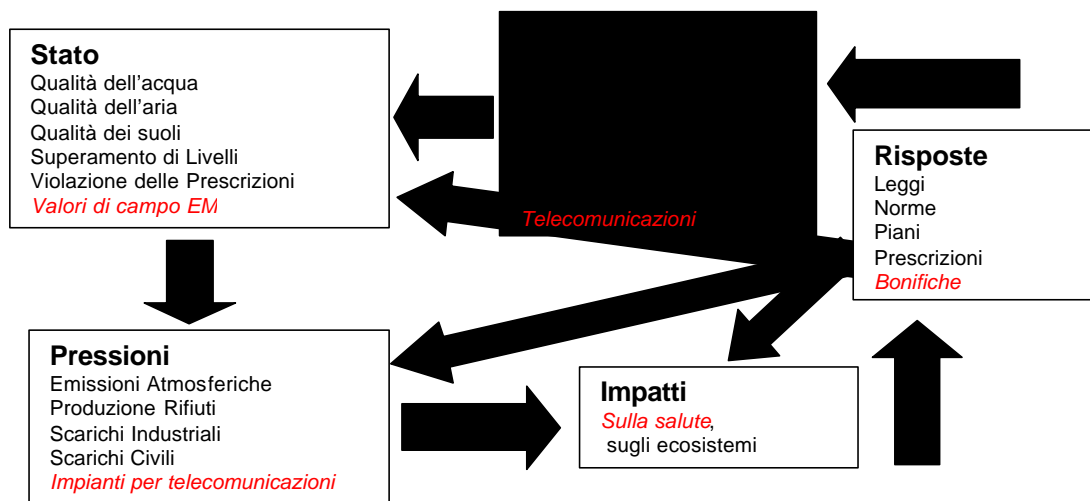 Stato
Qualità dell'acqua
Qualità dell'aria
Qualità dei suoli
Superamento di Livelli
Violazione delle Prescrizioni
Valori di campo EM
Telecomunicazioni
Risposte
Leggi
Norme
Piani
Prescrizioni
Bonifiche
Pressioni
Emissioni Atmosferiche
Produzione Rifiuti
Scarichi Industriali
Scarichi Civili
Impianti per telecomunicazioni
Impatti
Sulla salute,
sugli ecosistemi